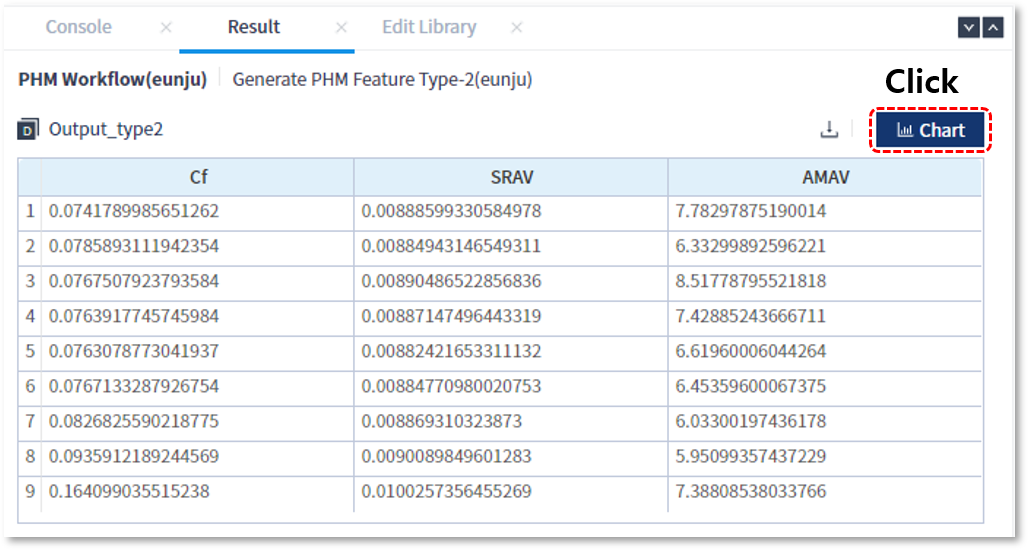 Console × Result × Edit Library ×
PHM Workflow(eunju) Generate PHM Feature Type-2(eunju)
Click
D Output_type2 Chart
Cf SRAV AMAV
1 0.0741789985651262 0.00888599330584978 7.78297875190014
2 0.0785893111942354 0.00884943146549311 6.33299892596221
3 0.0767507923793584 0.00890486522856836 8.51778795521818
4 0.0763917745745984 0.00887147496443319 7.42885243666711
5 0.0763078773041937 0.00882421653311132 6.61960006044264
6 0.0767133287926754 0.00884770980020753 6.45359600067375
7 0.0826825590218775 0.008869310323873 6.03300197436178
8 0.0935912189244569 0.0090089849601283 5.95099357437229
9 0.164099035515238 0.0100257356455269 7.38808538033766